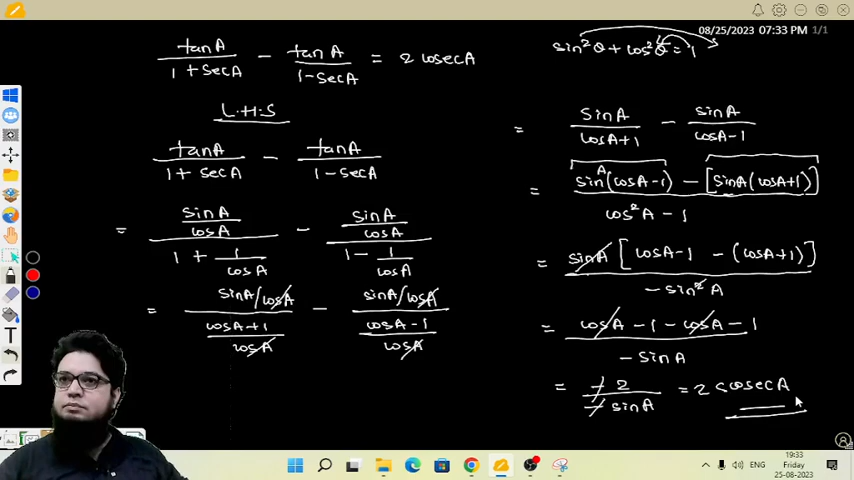 08/25/2023 07:33 PM 1/1
tanA/(1+secA) - tanA/(1-secA) = 2 cosecA
L.H.S
tanA/(1+secA) - tanA/(1-secA)
= (sinA/cosA)/(1+1/cosA) - (sinA/cosA)/(1-1/cosA)
= (sinA/cosA)/((cosA+1)/cosA) - (sinA/cosA)/((cosA-1)/cosA)
sin²θ+cos²θ=1
= sinA/(cosA+1) - sinA/(cosA-1)
= (sinA(cosA-1) - [sinA(cosA+1)])/(cos²A-1)
= sinA[cosA-1 -(cosA+1)]/(-sin²A)
= (cosA-1-cosA-1)/(-sinA)
= -2/-sinA = 2 cosecA
T
ENG
19:33
Friday
25-08-2023